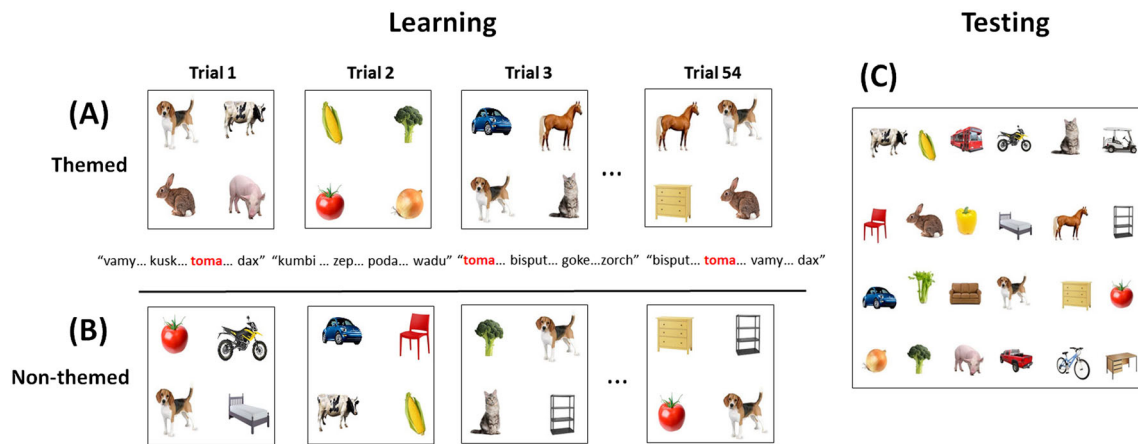 Learning
Testing
Trial 1
Trial 2
Trial 3
Trial 54
(A)
Themed
...
"vamy... kusk... toma... dax"
"kumbi ... zep... poda... wadu"
"toma... bisput... goke...zorch"
"bisput... toma... vamy... dax"
(B)
Non-themed
...
(C)